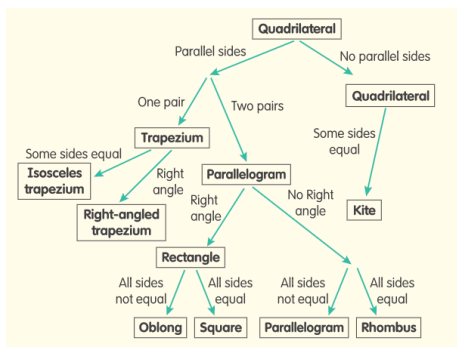 Quadrilateral
Parallel sides
No parallel sides
Quadrilateral
One pair
Two pairs
Trapezium
Some sides
equal
Some sides equal
Isosceles
trapezium
Right
angle
Parallelogram
Right-angled
trapezium
Right
angle
No Right
angle
Kite
Rectangle
All sides
not equal
All sides
equal
All sides
not equal
All sides
equal
Oblong
Square
Parallelogram
Rhombus